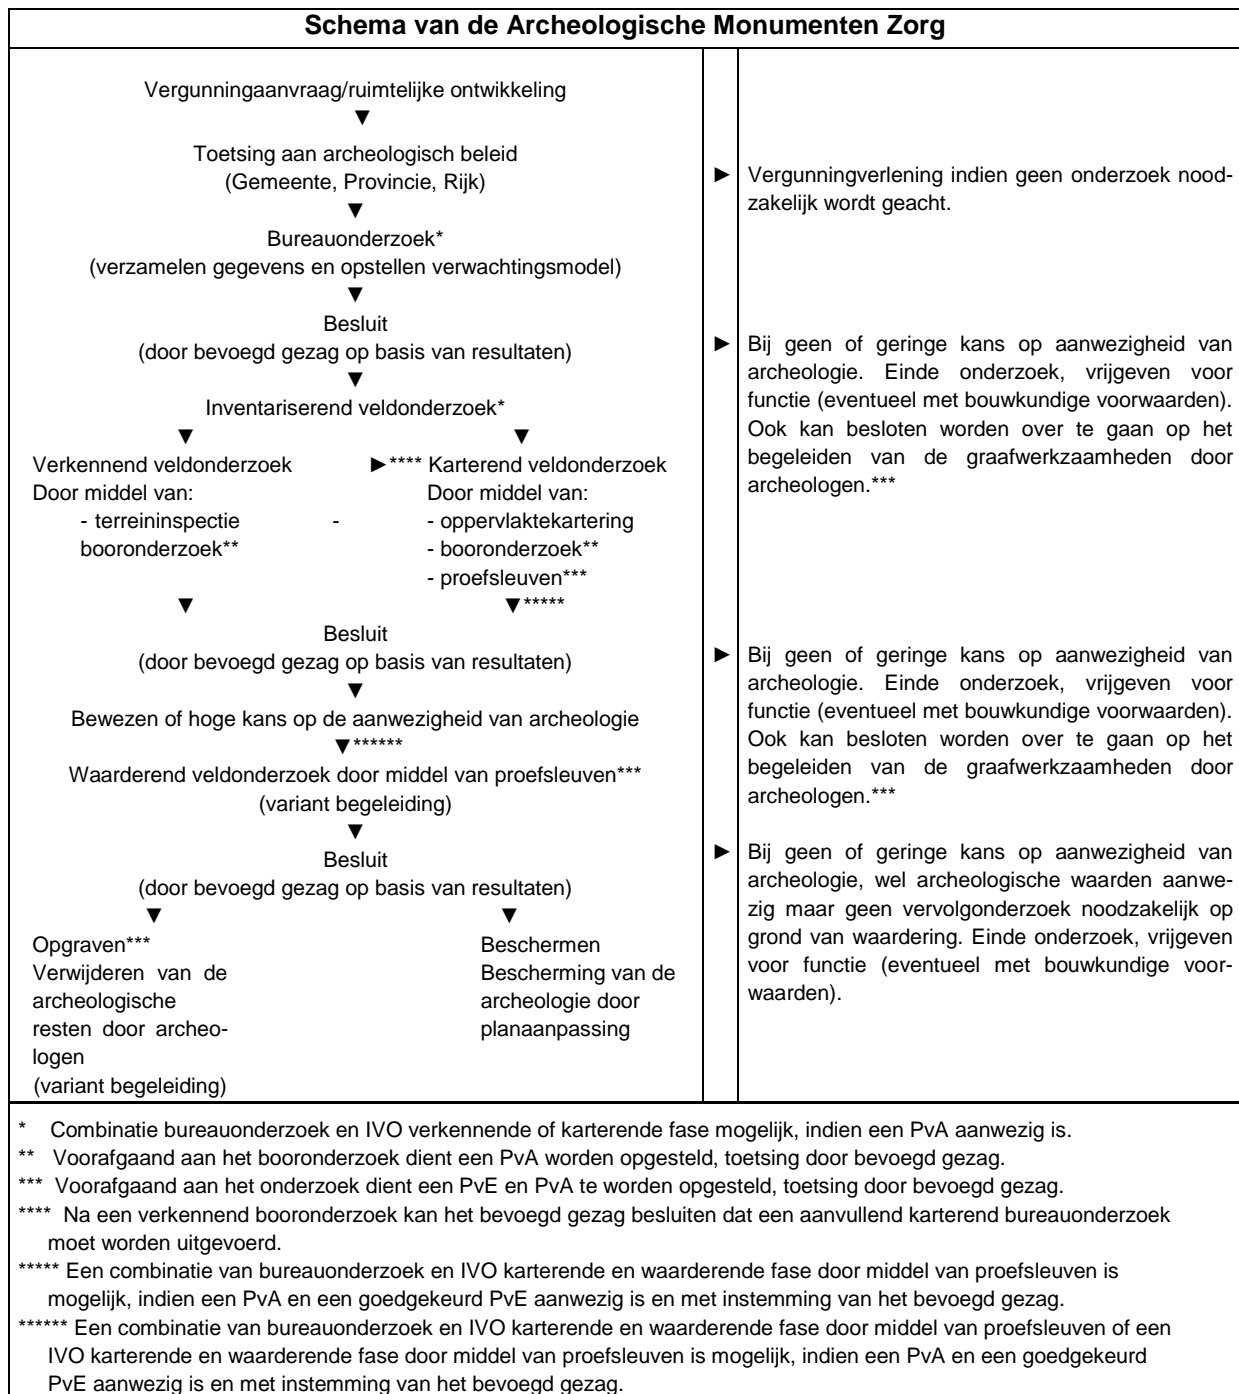 Schema van de Archeologische Monumenten Zorg
Vergunningaanvraag/ruimtelijke ontwikkeling
▼
Toetsing aan archeologisch beleid
(Gemeente, Provincie, Rijk)
▼
► Vergunningverlening indien geen onderzoek nood-
zakelijk wordt geacht.
Bureauonderzoek*
(verzamelen gegevens en opstellen verwachtingsmodel)
▼
Besluit
(door bevoegd gezag op basis van resultaten)
▼
► Bij geen of geringe kans op aanwezigheid van
archeologie. Einde onderzoek, vrijgeven voor
functie (eventueel met bouwkundige voorwaarden).
Ook kan besloten worden over te gaan op het
begeleiden van de graafwerkzaamheden door
archeologen.***
Inventariserend veldonderzoek*
▼ ▼
Verkennend veldonderzoek ►**** Karterend veldonderzoek
Door middel van: Door middel van:
- terreininspectie - - oppervlaktekartering
booronderzoek** - booronderzoek**
- proefsleuven***
▼ ▼*****
Besluit
(door bevoegd gezag op basis van resultaten)
▼
► Bij geen of geringe kans op aanwezigheid van
archeologie. Einde onderzoek, vrijgeven voor
functie (eventueel met bouwkundige voorwaarden).
Ook kan besloten worden over te gaan op het
begeleiden van de graafwerkzaamheden door
archeologen.***
Bewezen of hoge kans op de aanwezigheid van archeologie
▼******
Waarderend veldonderzoek door middel van proefsleuven***
(variant begeleiding)
▼
Besluit
(door bevoegd gezag op basis van resultaten)
▼ ▼
► Bij geen of geringe kans op aanwezigheid van
archeologie, wel archeologische waarden aanwe-
zig maar geen vervolgonderzoek noodzakelijk op
grond van waardering. Einde onderzoek, vrijgeven
voor functie (eventueel met bouwkundige voor-
waarden).
Opgraven***
Verwijderen van de
archeologische
resten door archeo-
logen
(variant begeleiding)
Beschermen
Bescherming van de
archeologie door
planaanpassing
* Combinatie bureauonderzoek en IVO verkennende of karterende fase mogelijk, indien een PvA aanwezig is.
** Voorafgaand aan het booronderzoek dient een PvA worden opgesteld, toetsing door bevoegd gezag.
*** Voorafgaand aan het onderzoek dient een PvE en PvA te worden opgesteld, toetsing door bevoegd gezag.
**** Na een verkennend booronderzoek kan het bevoegd gezag besluiten dat een aanvullend karterend bureauonderzoek
moet worden uitgevoerd.
***** Een combinatie van bureauonderzoek en IVO karterende en waarderende fase door middel van proefsleuven is
mogelijk, indien een PvA en een goedgekeurd PvE aanwezig is en met instemming van het bevoegd gezag.
****** Een combinatie van bureauonderzoek en IVO karterende en waarderende fase door middel van proefsleuven of een
IVO karterende en waarderende fase door middel van proefsleuven is mogelijk, indien een PvA en een goedgekeurd
PvE aanwezig is en met instemming van het bevoegd gezag.